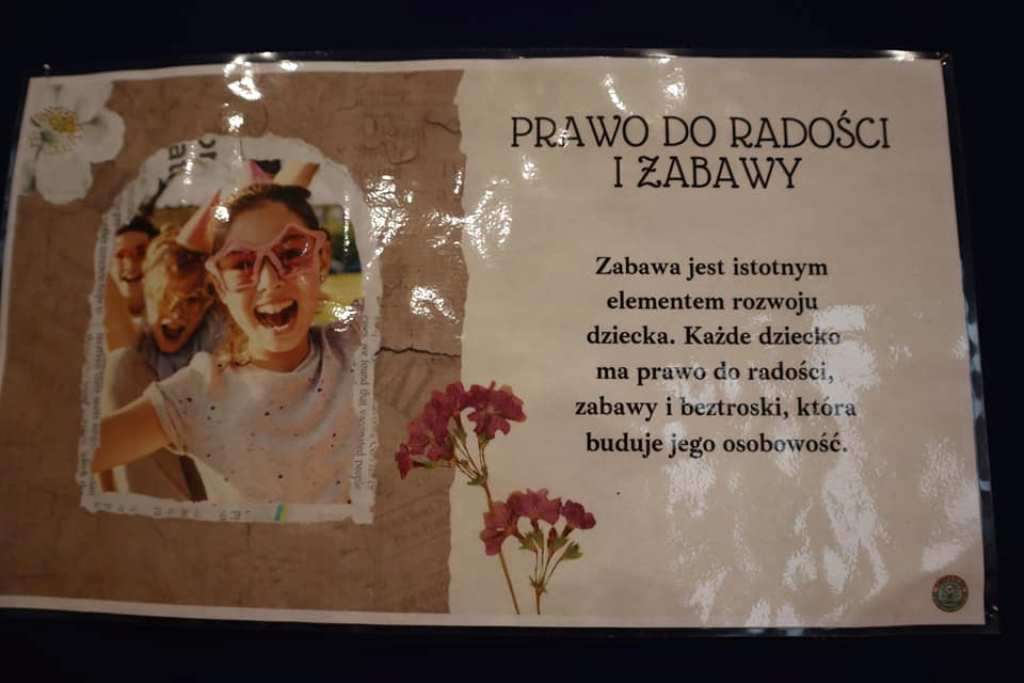 PRAWO DO RADOŚCI
I ZABAWY
Zabawa jest istotnym
elementem rozwoju
dziecka. Każde dziecko
ma prawo do radości,
zabawy i beztroski, która
buduje jego osobowość.